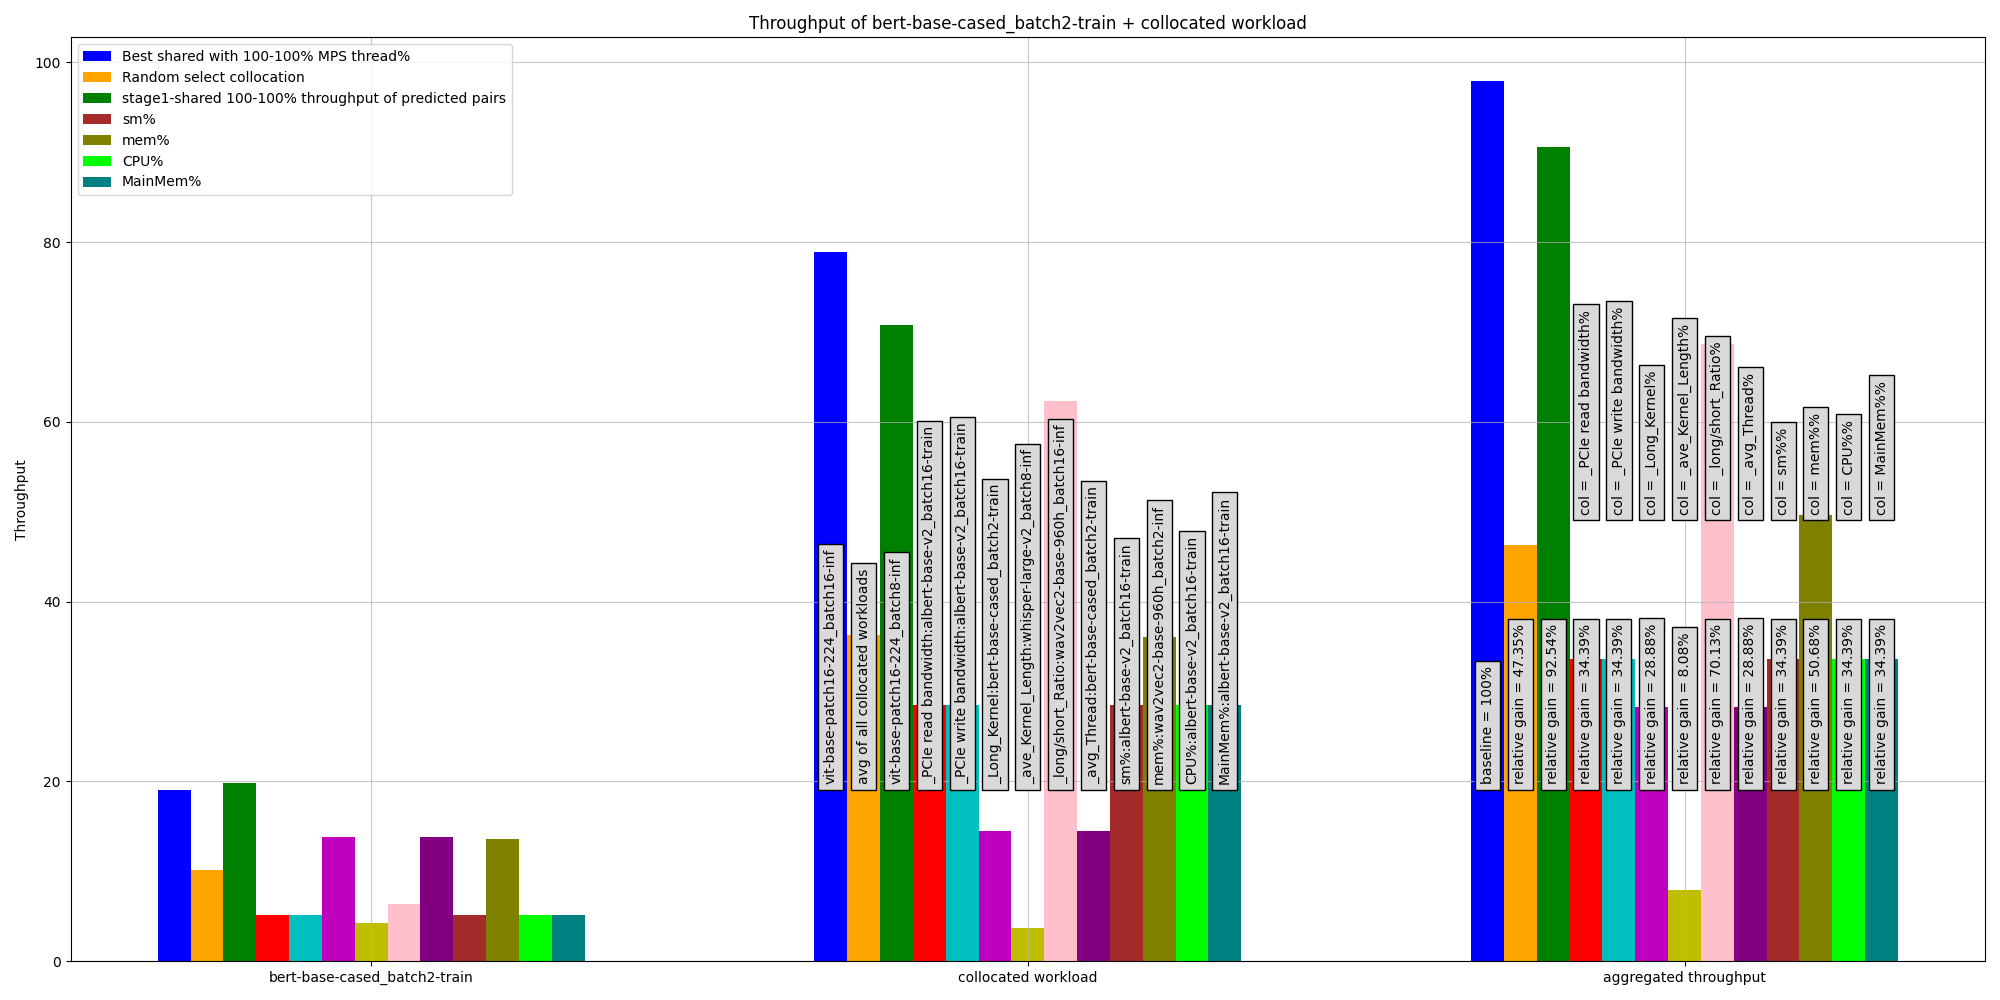 Throughput of bert-base-cased_batch2-train + collocated workload
Throughput
100
80
60
40
20
0
Best shared with 100-100% MPS thread%
Random select collocation
stage1-shared 100-100% throughput of predicted pairs
sm%
mem%
CPU%
MainMem%
vit-base-patch16-224_batch16-inf
avg of all collocated workloads
vit-base-patch16-224_batch8-inf
_PCIe read bandwidth:albert-base-v2_batch16-train
_PCIe write bandwidth:albert-base-v2_batch16-train
_Long_Kernel:bert-base-cased_batch2-train
_ave_Kernel_Length:whisper-large-v2_batch8-inf
_long/short_Ratio:wav2vec2-base-960h_batch16-inf
_avg_Thread:bert-base-cased_batch2-train
sm%:albert-base-v2_batch16-train
mem%:wav2vec2-base-960h_batch2-inf
CPU%:albert-base-v2_batch16-train
MainMem%:albert-base-v2_batch16-train
col = _PCIe read bandwidth%
col = _PCIe write bandwidth%
col = _Long_Kernel%
col = _ave_Kernel_Length%
col = _long/short_Ratio%
col = _avg_Thread%
col = sm%%
col = mem%%
col = CPU%%
col = MainMem%%
baseline = 100%
relative gain = 47.35%
relative gain = 92.54%
relative gain = 34.39%
relative gain = 34.39%
relative gain = 28.88%
relative gain = 8.08%
relative gain = 70.13%
relative gain = 28.88%
relative gain = 34.39%
relative gain = 50.68%
relative gain = 34.39%
relative gain = 34.39%
bert-base-cased_batch2-train
collocated workload
aggregated throughput